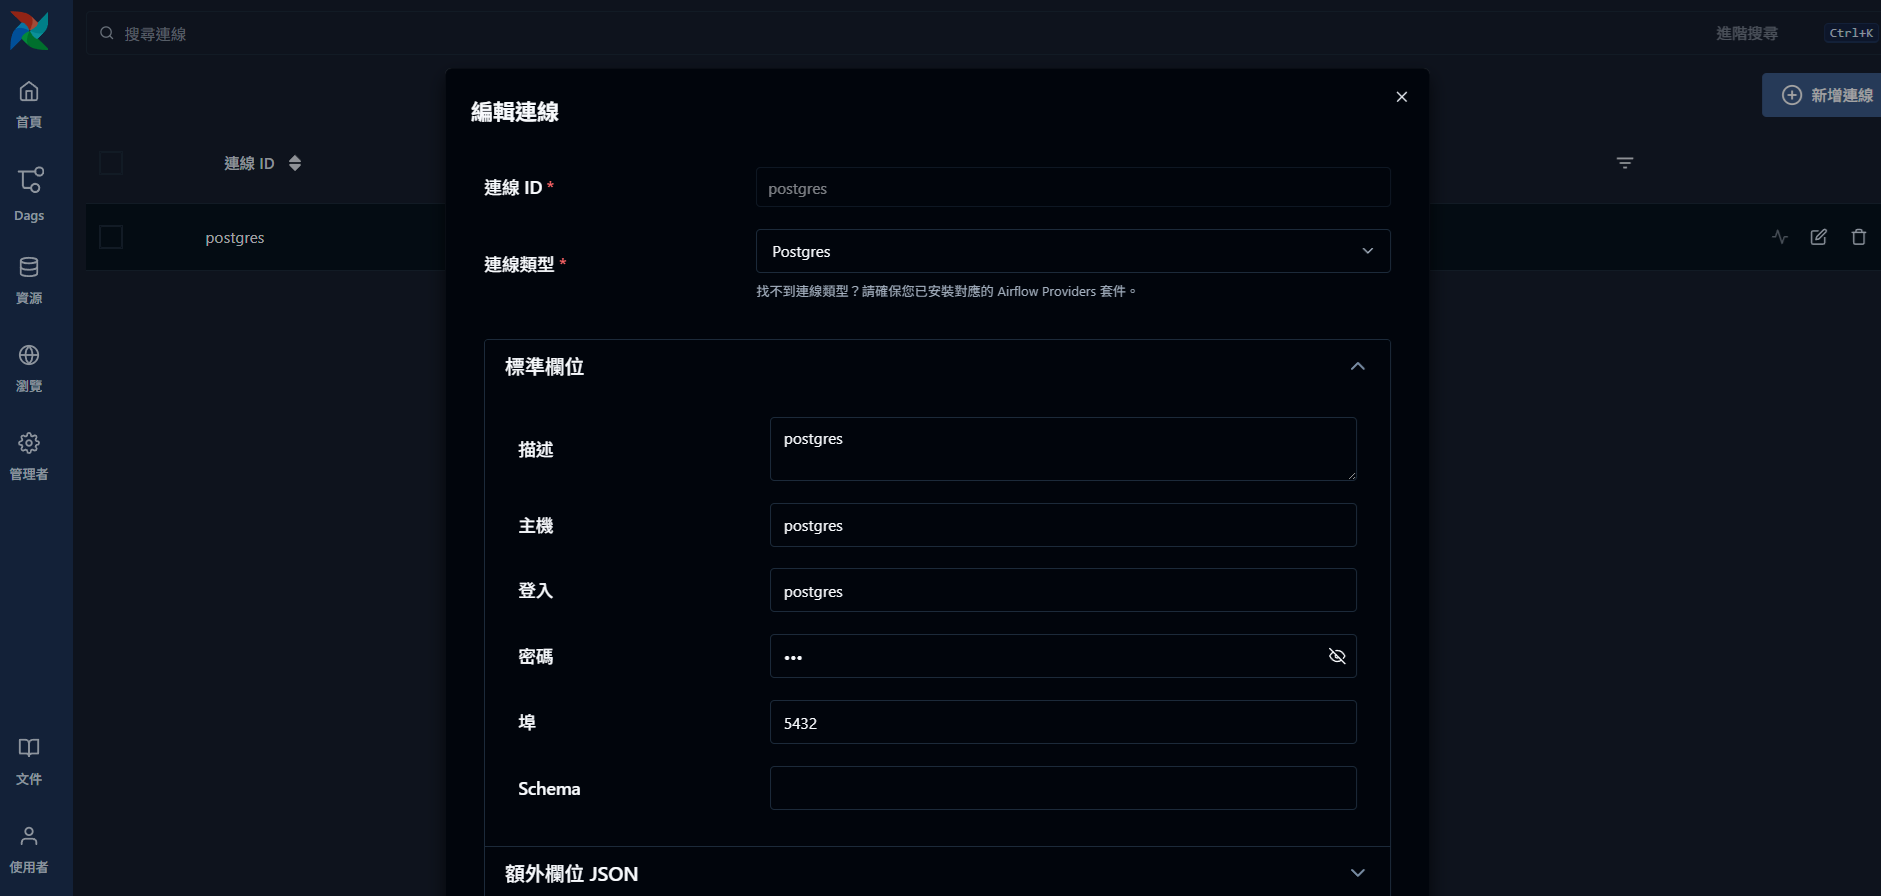 搜尋連線
進階搜尋
Ctrl+K
首頁
Dags
資源
瀏覽
管理者
文件
使用者
新增連線
連線 ID
postgres
編輯連線
連線 ID *
postgres
連線類型 *
Postgres
找不到連線類型？請確保您已安裝對應的 Airflow Providers 套件。
標準欄位
描述
postgres
主機
postgres
登入
postgres
密碼
•••
埠
5432
Schema
額外欄位 JSON